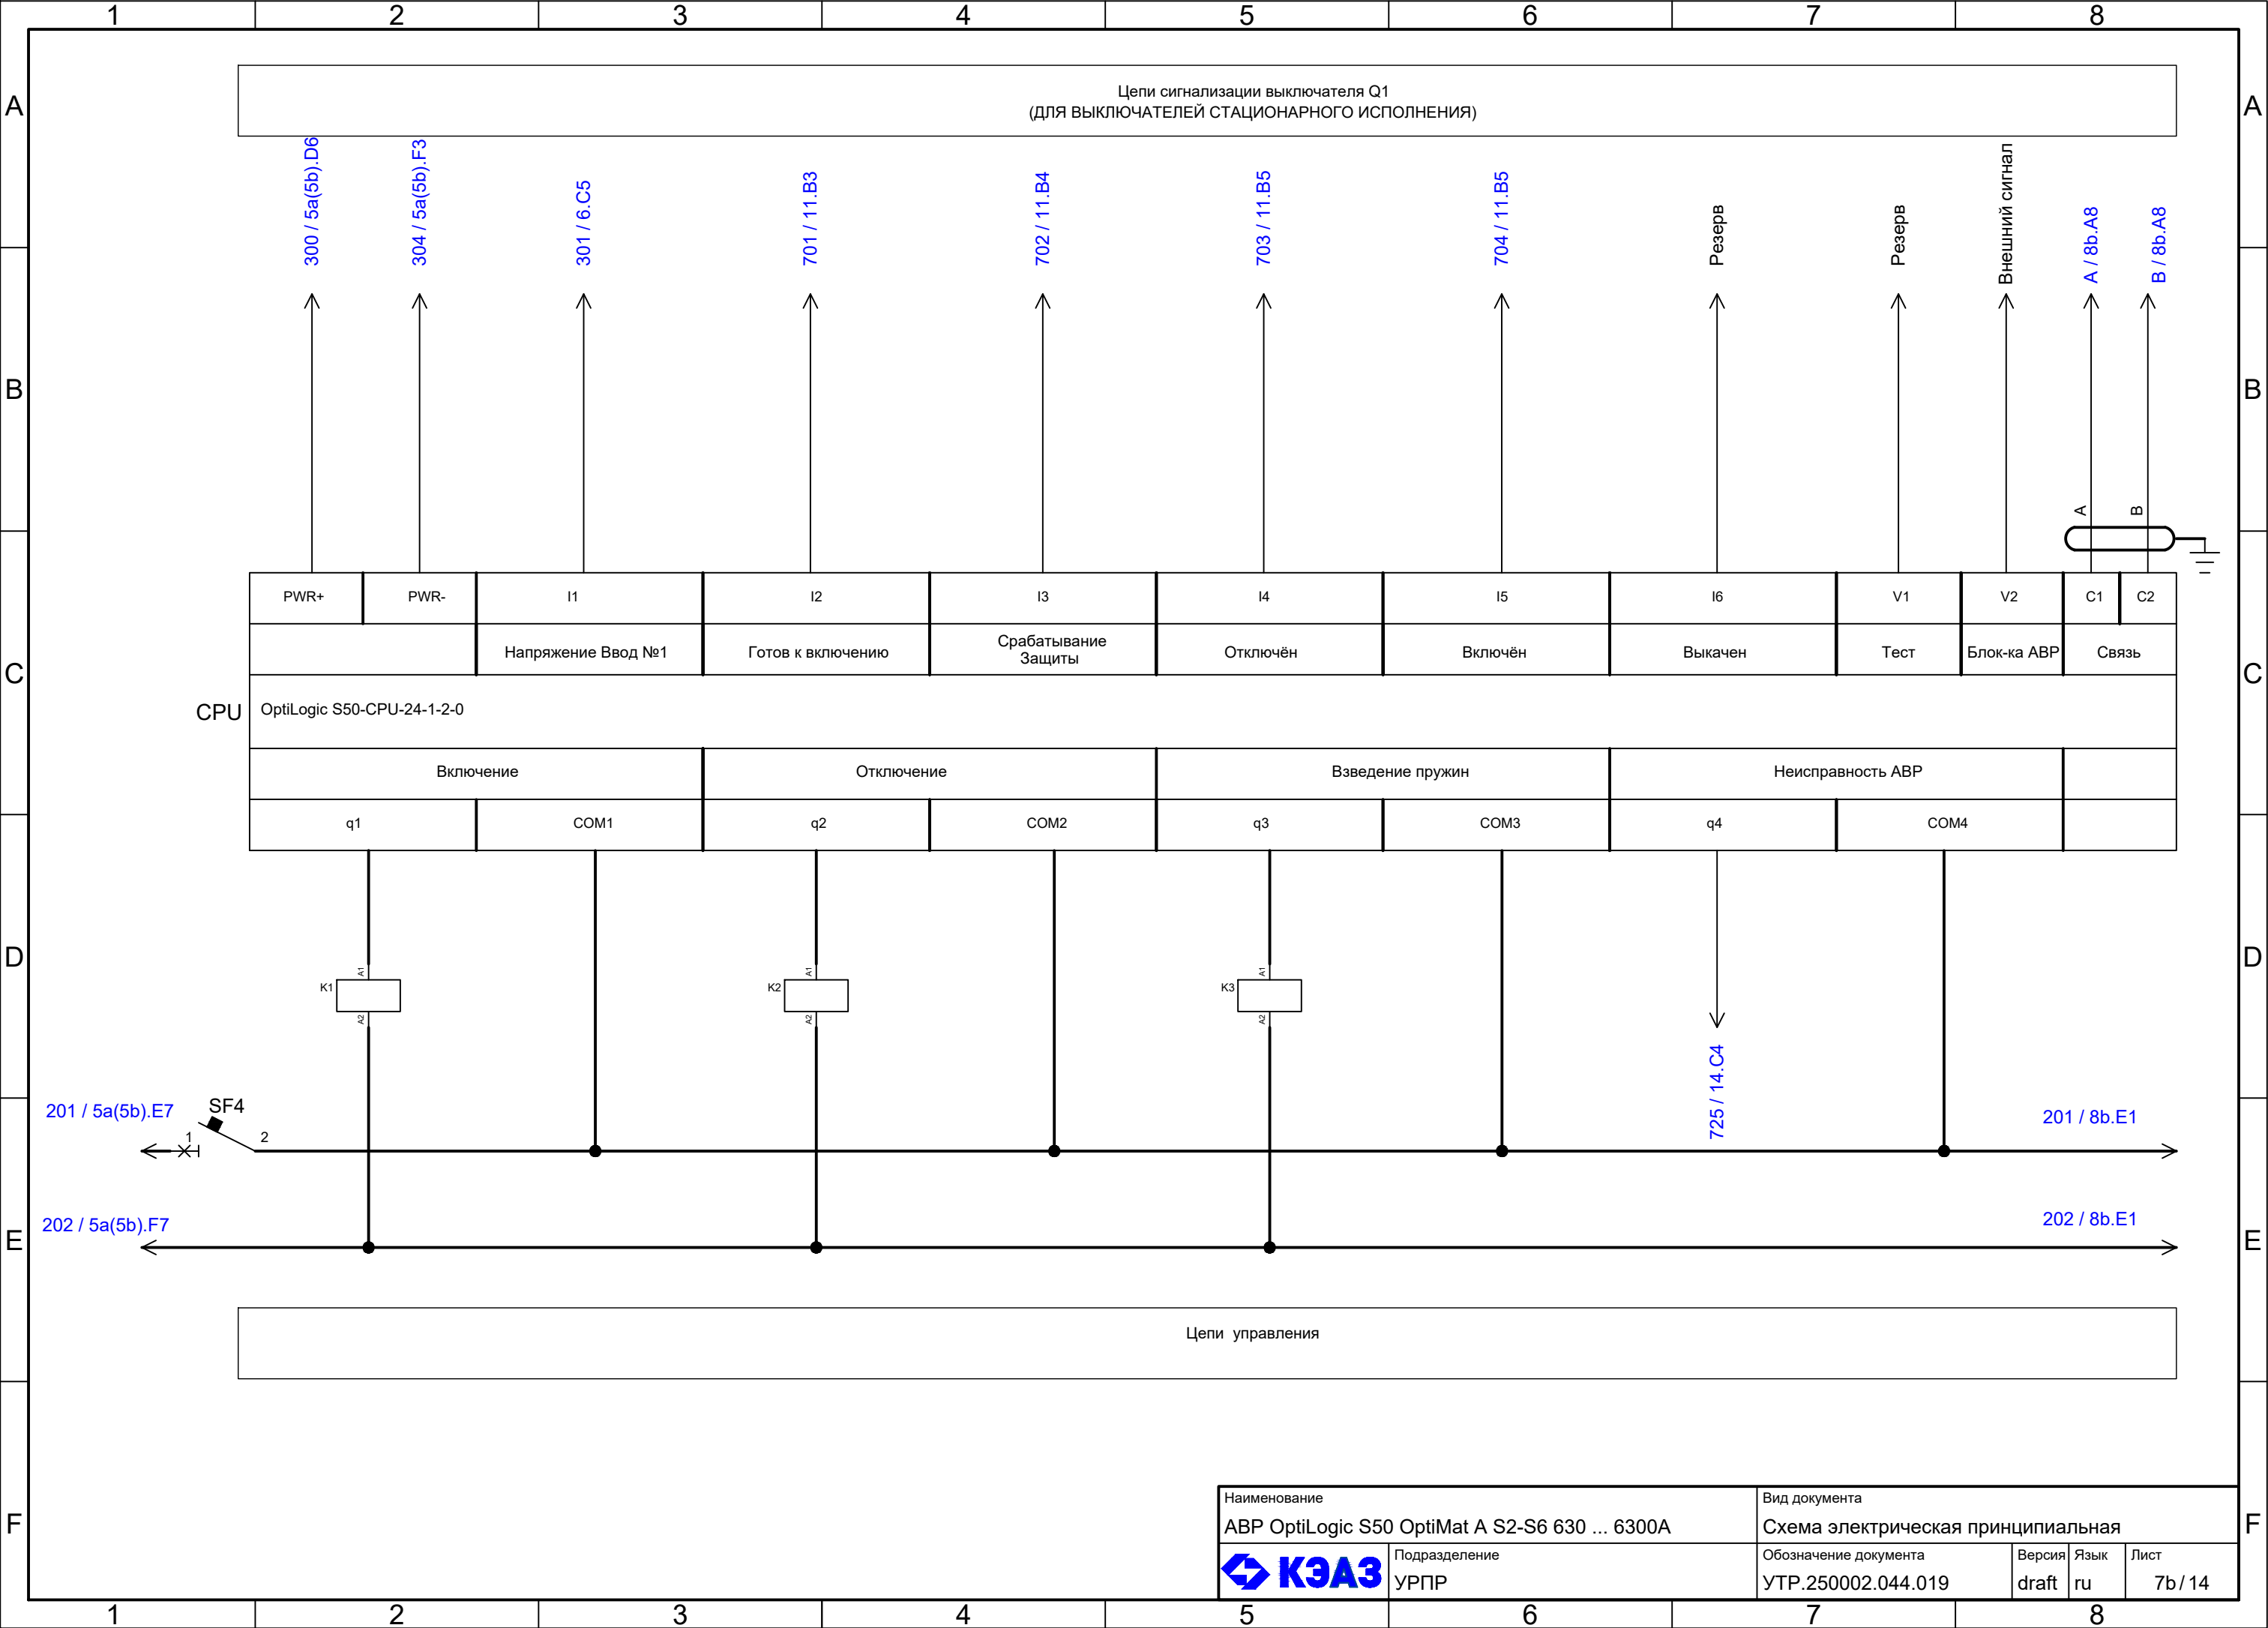 1 2 3 4 5 6 7 8
A A
Цепи сигнализации выключателя Q1
(ДЛЯ ВЫКЛЮЧАТЕЛЕЙ СТАЦИОНАРНОГО ИСПОЛНЕНИЯ)
300 / 5a(5b).D6
304 / 5a(5b).F3
301 / 6.C5
701 / 11.B3
702 / 11.B4
703 / 11.B5
704 / 11.B5
Резерв
Резерв
Внешний сигнал
A / 8b.A8
B / 8b.A8
B B
A B
PWR+ PWR- I1 I2 I3 I4 I5 I6 V1 V2 C1 C2
Напряжение Ввод №1
Готов к включению
Срабатывание
Защиты
Отключён
Включён
Выкачен
Тест
Блок-ка АВР
Связь
C C
CPU
OptiLogic S50-CPU-24-1-2-0
Включение Отключение Взведение пружин Неисправность АВР
q1 COM1 q2 COM2 q3 COM3 q4 COM4
D D
K1 A1 A2
K2 A1 A2
K3 A1 A2
725 / 14.C4
201 / 5a(5b).E7
SF4
1 2
201 / 8b.E1
202 / 5a(5b).F7
202 / 8b.E1
E E
Цепи управления
F F
Наименование
АВР OptiLogic S50 OptiMat A S2-S6 630 ... 6300А
Вид документа
Схема электрическая принципиальная
КЭАЗ
Подразделение
УРПР
Обозначение документа
УТР.250002.044.019
Версия
draft
Язык
ru
Лист
7b / 14
1 2 3 4 5 6 7 8